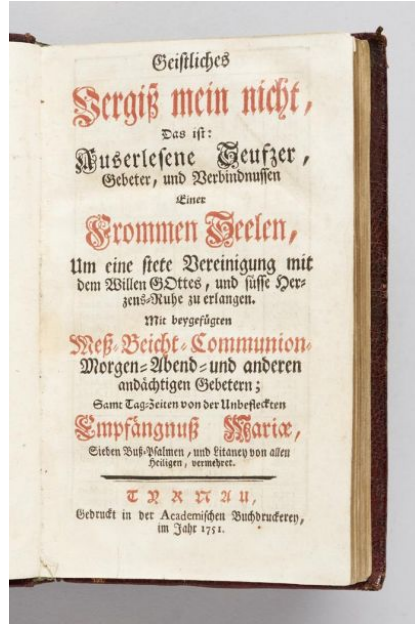 Geistliches
Vergiß mein nicht,
Das ist:
Auserlesene Seufzer,
Gebeter, und Verbindnussen
Einer
Frommen Seelen,
Um eine stete Vereinigung mit
dem Willen GOttes, und süsse Her-
zens-Ruhe zu erlangen.
Mit beygefügten
Meß-Beicht-Communion-
Morgen-Abend-und anderen
andächtigen Gebetern;
Samt Tag-Zeiten von der Unbefleckten
Empfängnuß Mariæ,
Sieben Buß-Psalmen, und Litaney von allen
Heiligen, vermehret.
TYRNAU,
Gedruckt in der Academischen Buchdruckerey,
im Jahr 1751.